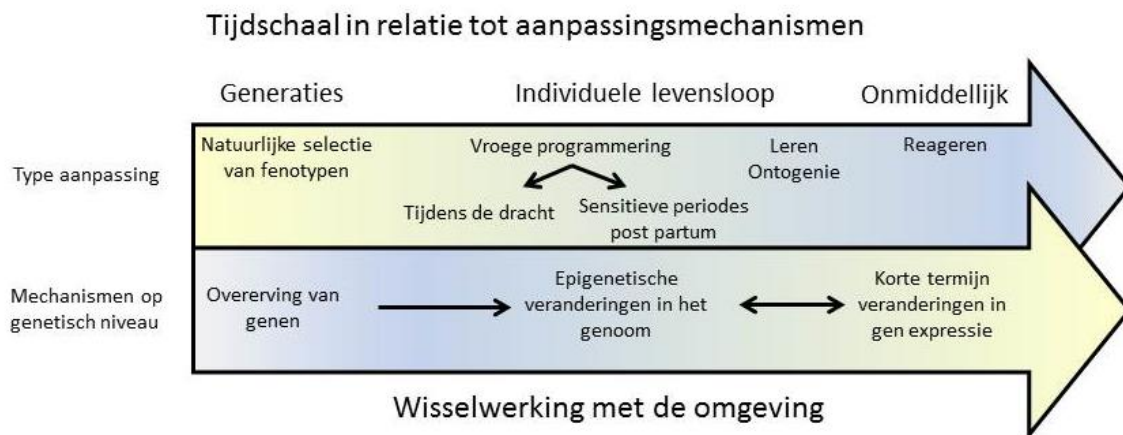 Tijdschaal in relatie tot aanpassingsmechanismen
Generaties
Individuele levensloop
Onmiddellijk
Type aanpassing
Natuurlijke selectie
van fenotypen
Vroege programmering
Tijdens de dracht
Sensitieve periodes
post partum
Leren
Ontogenie
Reageren
Mechanismen op
genetisch niveau
Overerving van
genen
Epigenetische
veranderingen in het
genoom
Korte termijn
veranderingen in
gen expressie
Wisselwerking met de omgeving